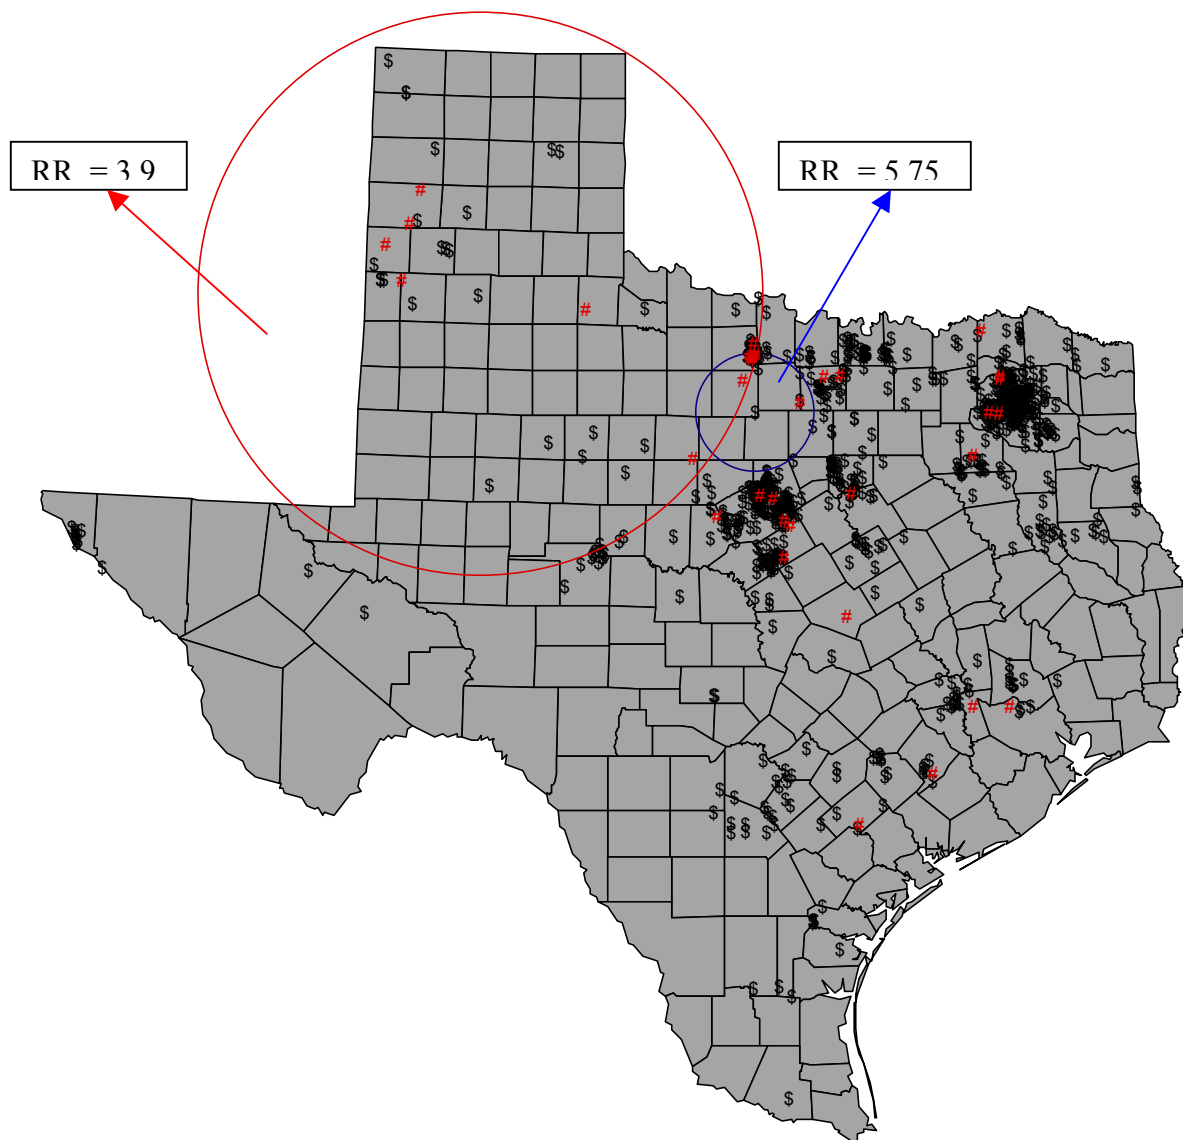 RR = 3.9
RR = 5.75